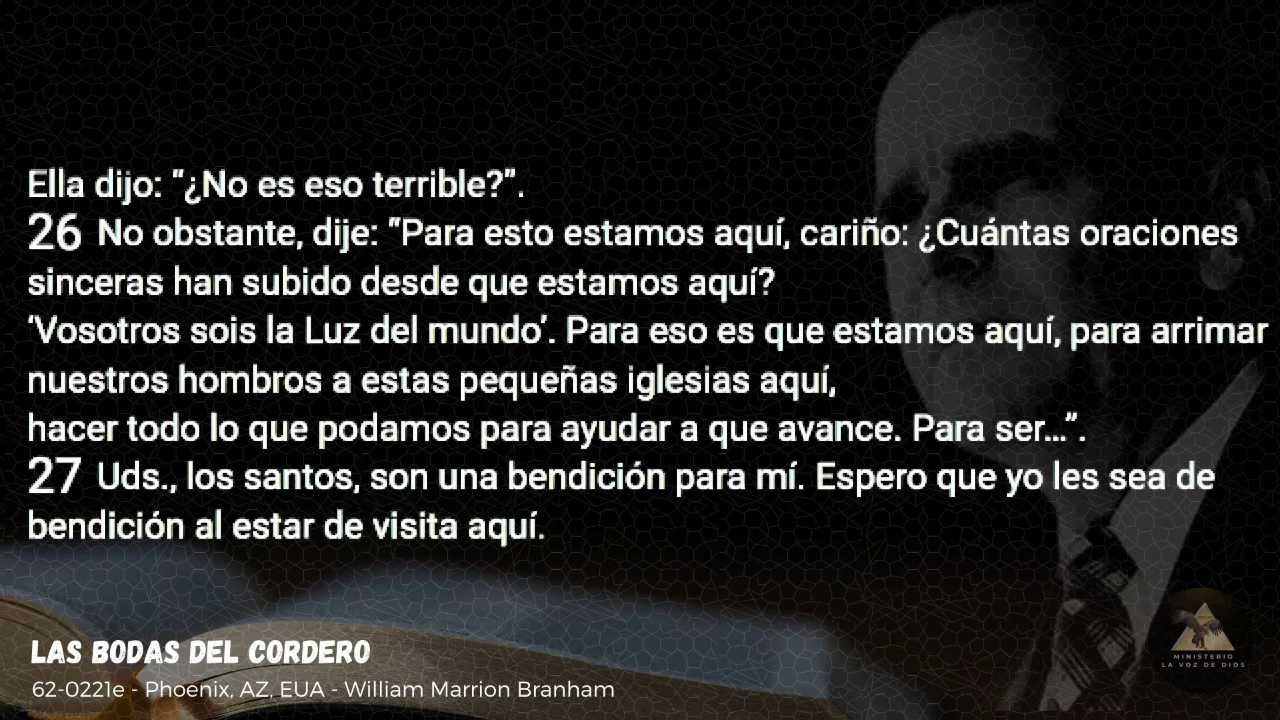 Ella dijo: “¿No es eso terrible?”.
26 No obstante, dije: “Para esto estamos aquí, cariño: ¿Cuántas oraciones
sinceras han subido desde que estamos aquí?
‘Vosotros sois la Luz del mundo’. Para eso es que estamos aquí, para arrimar
nuestros hombros a estas pequeñas iglesias aquí,
hacer todo lo que podamos para ayudar a que avance. Para ser...”.
27 Uds., los santos, son una bendición para mí. Espero que yo les sea de
bendición al estar de visita aquí.
LAS BODAS DEL CORDERO
62-0221e - Phoenix, AZ, EUA - William Marrion Branham
MINISTERIO
LA VOZ DE DIOS